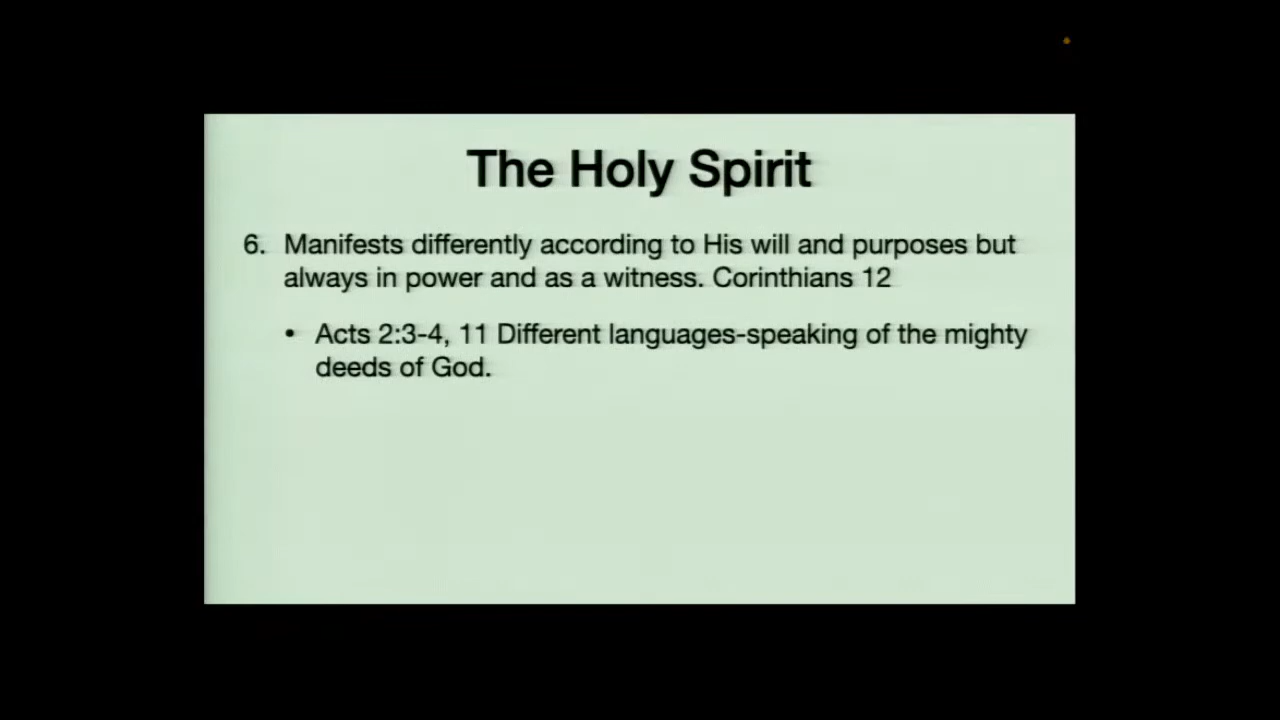 The Holy Spirit
6. Manifests differently according to His will and purposes but
always in power and as a witness. Corinthians 12
• Acts 2:3-4, 11 Different languages-speaking of the mighty
deeds of God.